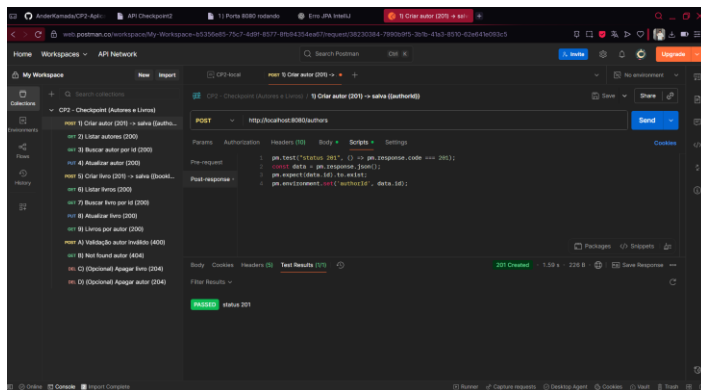 AnderKamada/CP2-Aplic
API Checkpoint2
1) Porta 8080 rodando
Erro JPA IntelliJ
1) Criar autor (201) -> salv
web.postman.co/workspace/My-Workspace
Home
Workspaces
API Network
Search Postman
Ctrl K
Invite
Upgrade
My Workspace
New
Import
CP2-local
POST 1) Criar autor (201) ->
No environment
Collections
Search collections
CP2 - Checkpoint (Autores e Livros)
CP2 - Checkpoint (Autores e Livros) / 1) Criar autor (201) -> salva {{authorId}}
Save
Share
POST 1) Criar autor (201) -> salva {{autho...
GET 2) Listar autores (200)
GET 3) Buscar autor por id (200)
PUT 4) Atualizar autor (200)
POST 5) Criar livro (201) -> salva {{bookI...
GET 6) Listar livros (200)
GET 7) Buscar livro por id (200)
PUT 8) Atualizar livro (200)
GET 9) Livros por autor (200)
POST A) Validação autor inválido (400)
GET B) Not found autor (404)
DEL C) (Opcional) Apagar livro (204)
DEL D) (Opcional) Apagar autor (204)
Environments
Flows
History
POST
http://localhost:8080/authors
Send
Params
Authorization
Headers (10)
Body
Scripts
Settings
Cookies
Pre-request
Post-response
1 pm.test("status 201", () => pm.response.code === 201);
2 const data = pm.response.json();
3 pm.expect(data.id).to.exist;
4 pm.environment.set('authorId', data.id);
Packages
Snippets
Body
Cookies
Headers (5)
Test Results (1/1)
201 Created
1.59 s
226 B
Save Response
Filter Results
PASSED status 201
Online
Console
Import Complete
Runner
Capture requests
Desktop Agent
Cookies
Vault
Trash